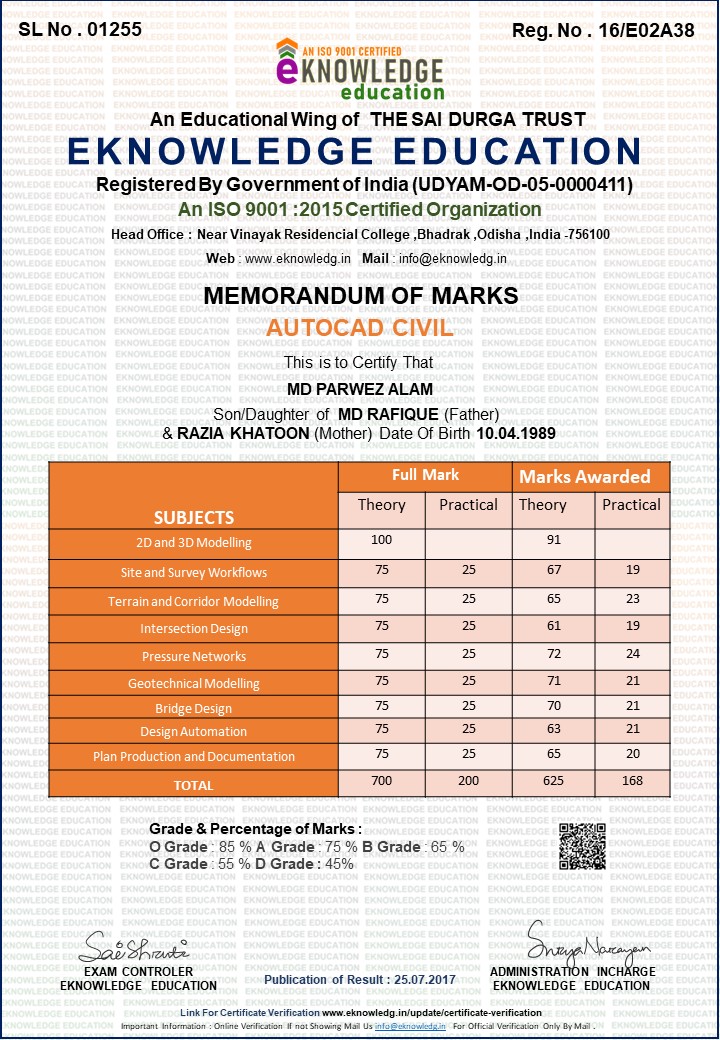 SL No . 01255
Reg. No . 16/E02A38
AN ISO 9001 CERTIFIED
eKNOWLEDGE
education
An Educational Wing of THE SAI DURGA TRUST
EKNOWLEDGE EDUCATION
Registered By Government of India (UDYAM-OD-05-0000411)
An ISO 9001 :2015 Certified Organization
Head Office : Near Vinayak Residencial College ,Bhadrak ,Odisha ,India -756100
Web : www.eknowledg.in Mail : info@eknowledg.in
MEMORANDUM OF MARKS
AUTOCAD CIVIL
This is to Certify That
MD PARWEZ ALAM
Son/Daughter of MD RAFIQUE (Father)
& RAZIA KHATOON (Mother) Date Of Birth 10.04.1989
SUBJECTS Full Mark Marks Awarded
Theory Practical Theory Practical
2D and 3D Modelling 100 91
Site and Survey Workflows 75 25 67 19
Terrain and Corridor Modelling 75 25 65 23
Intersection Design 75 25 61 19
Pressure Networks 75 25 72 24
Geotechnical Modelling 75 25 71 21
Bridge Design 75 25 70 21
Design Automation 75 25 63 21
Plan Production and Documentation 75 25 65 20
TOTAL 700 200 625 168
Grade & Percentage of Marks :
O Grade : 85 % A Grade : 75 % B Grade : 65 %
C Grade : 55 % D Grade : 45%
Sai Shruti
EXAM CONTROLER
EKNOWLEDGE EDUCATION
Publication of Result : 25.07.2017
Surya Narayan
ADMINISTRATION INCHARGE
EKNOWLEDGE EDUCATION
Link For Certificate Verification www.eknowledg.in/update/certificate-verification
Important Information : Online Verification If not Showing Mail Us info@eknowledg.in For Official Verification Only By Mail .